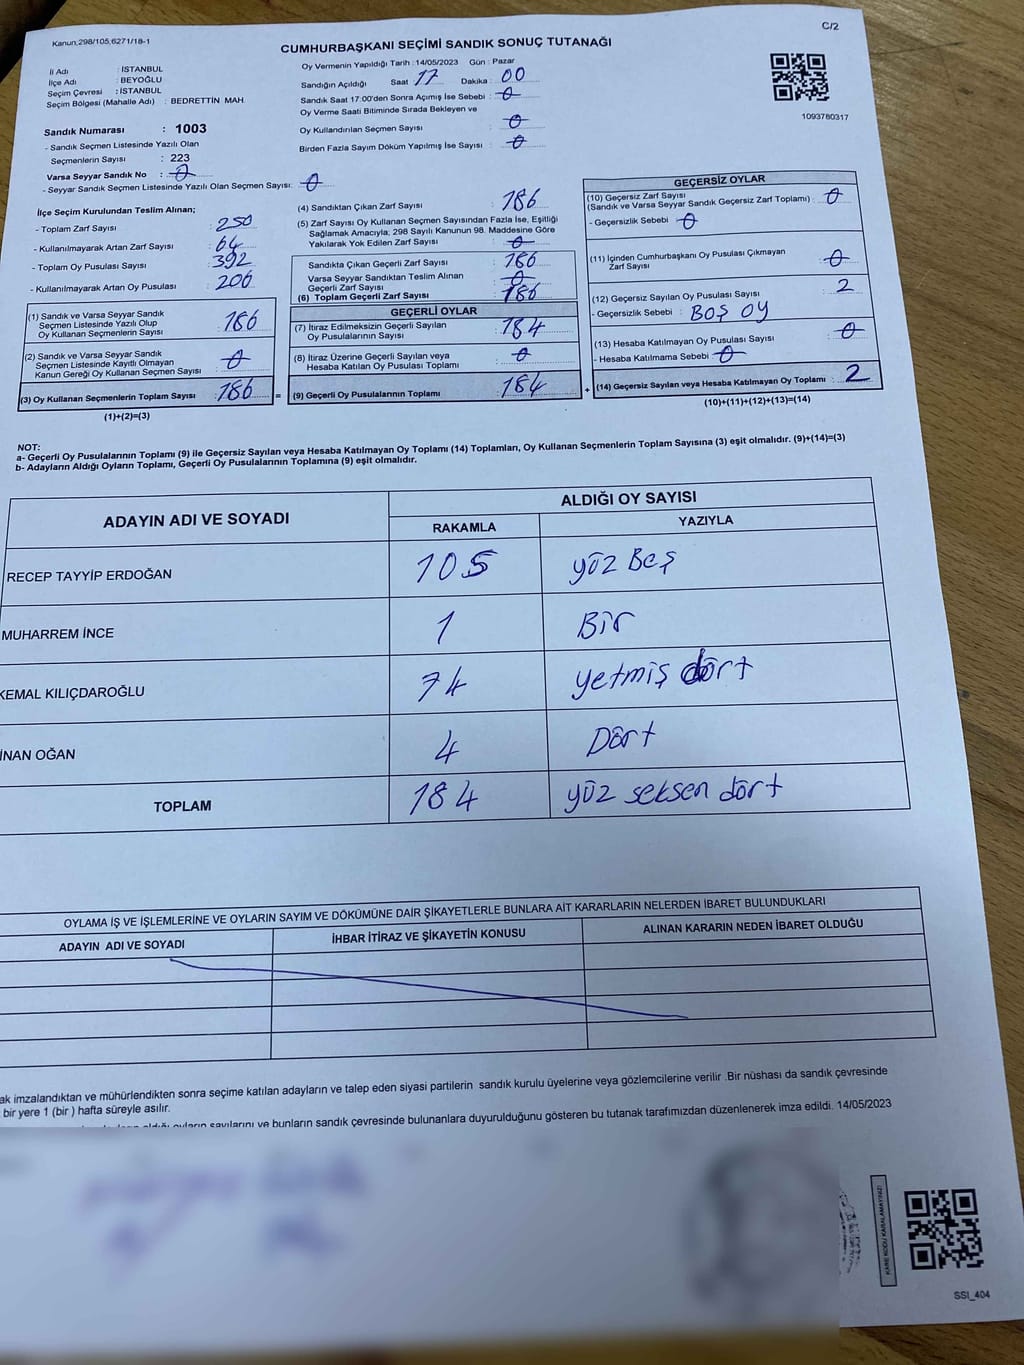 C/2
Kanun:298/105,6271/18-1
CUMHURBAŞKANI SEÇİMİ SANDIK SONUÇ TUTANAĞI
İl Adı : İSTANBUL
İlçe Adı : BEYOĞLU
Seçim Çevresi : İSTANBUL
Seçim Bölgesi (Mahalle Adı) : BEDRETTİN MAH
Sandık Numarası : 1003
- Sandık Seçmen Listesinde Yazılı Olan
Seçmenlerin Sayısı : 223
Varsa Seyyar Sandık No : 0
- Seyyar Sandık Seçmen Listesinde Yazılı Olan Seçmen Sayısı: 0
Oy Vermenin Yapıldığı Tarih :14/05/2023 Gün : Pazar
Sandığın Açıldığı Saat 17 Dakika : 00
Sandık Saat 17:00'den Sonra Açımış İse Sebebi : 0
Oy Verme Saati Bitiminde Sırada Bekleyen ve
Oy Kullandırılan Seçmen Sayısı : 0
Birden Fazla Sayım Döküm Yapılmış İse Sayısı : 0
1093780317
İlçe Seçim Kurulundan Teslim Alınan;
- Toplam Zarf Sayısı : 250
- Kullanılmayarak Artan Zarf Sayısı : 64
- Toplam Oy Pusulası Sayısı : 392
- Kullanılmayarak Artan Oy Pusulası : 206
(1) Sandık ve Varsa Seyyar Sandık
Seçmen Listesinde Yazılı Olup
Oy Kullanan Seçmenlerin Sayısı : 186
(2) Sandık ve Varsa Seyyar Sandık
Seçmen Listesinde Kayıtlı Olmayan
Kanun Gereği Oy Kullanan Seçmen Sayısı : 0
(3) Oy Kullanan Seçmenlerin Toplam Sayısı : 186 =
(1)+(2)=(3)
(4) Sandıktan Çıkan Zarf Sayısı : 186
(5) Zarf Sayısı Oy Kullanan Seçmen Sayısından Fazla İse, Eşitliği
Sağlamak Amacıyla; 298 Sayılı Kanunun 98. Maddesine Göre
Yakılarak Yok Edilen Zarf Sayısı : 0
Sandıkta Çıkan Geçerli Zarf Sayısı : 186
Varsa Seyyar Sandıktan Teslim Alınan
Geçerli Zarf Sayısı : 0
(6) Toplam Geçerli Zarf Sayısı : 186
GEÇERLİ OYLAR
(7) İtiraz Edilmeksizin Geçerli Sayılan
Oy Pusulalarının Sayısı : 184
(8) İtiraz Üzerine Geçerli Sayılan veya
Hesaba Katılan Oy Pusulası Toplamı : 0
(9) Geçerli Oy Pusulalarının Toplamı : 184 +
GEÇERSİZ OYLAR
(10) Geçersiz Zarf Sayısı
(Sandık ve Varsa Seyyar Sandık Geçersiz Zarf Toplamı) : 0
- Geçersizlik Sebebi : 0
(11) İçinden Cumhurbaşkanı Oy Pusulası Çıkmayan
Zarf Sayısı : 0
(12) Geçersiz Sayılan Oy Pusulası Sayısı : 2
- Geçersizlik Sebebi : BOŞ OY
(13) Hesaba Katılmayan Oy Pusulası Sayısı : 0
- Hesaba Katılmama Sebebi : 0
(14) Geçersiz Sayılan veya Hesaba Katılmayan Oy Toplamı : 2
(10)+(11)+(12)+(13)=(14)
NOT:
a- Geçerli Oy Pusulalarının Toplamı (9) ile Geçersiz Sayılan veya Hesaba Katılmayan Oy Toplamı (14) Toplamları, Oy Kullanan Seçmenlerin Toplam Sayısına (3) eşit olmalıdır. (9)+(14)=(3)
b- Adayların Aldığı Oyların Toplamı, Geçerli Oy Pusulalarının Toplamına (9) eşit olmalıdır.
ADAYIN ADI VE SOYADI ALDIĞI OY SAYISI
RAKAMLA YAZIYLA
RECEP TAYYİP ERDOĞAN 105 yüz Beş
MUHARREM İNCE 1 Bir
KEMAL KILIÇDAROĞLU 74 yetmiş dört
İNAN OĞAN 4 Dört
TOPLAM 184 yüz seksen dört
OYLAMA İŞ VE İŞLEMLERİNE VE OYLARIN SAYIM VE DÖKÜMÜNE DAİR ŞİKAYETLERLE BUNLARA AİT KARARLARIN NELERDEN İBARET BULUNDUKLARI
ADAYIN ADI VE SOYADI İHBAR İTİRAZ VE ŞİKAYETİN KONUSU ALINAN KARARIN NEDEN İBARET OLDUĞU
ak imzalandıktan ve mühürlendikten sonra seçime katılan adayların ve talep eden siyasi partilerin sandık kurulu üyelerine veya gözlemcilerine verilir .Bir nüshası da sandık çevresinde
bir yere 1 (bir ) hafta süreyle asılır.
aldığı oyların sayılarını ve bunların sandık çevresinde bulunanlara duyurulduğunu gösteren bu tutanak tarafımızdan düzenlenerek imza edildi. 14/05/2023
KARE KODU KARALAMAYINIZ!
SSI_404